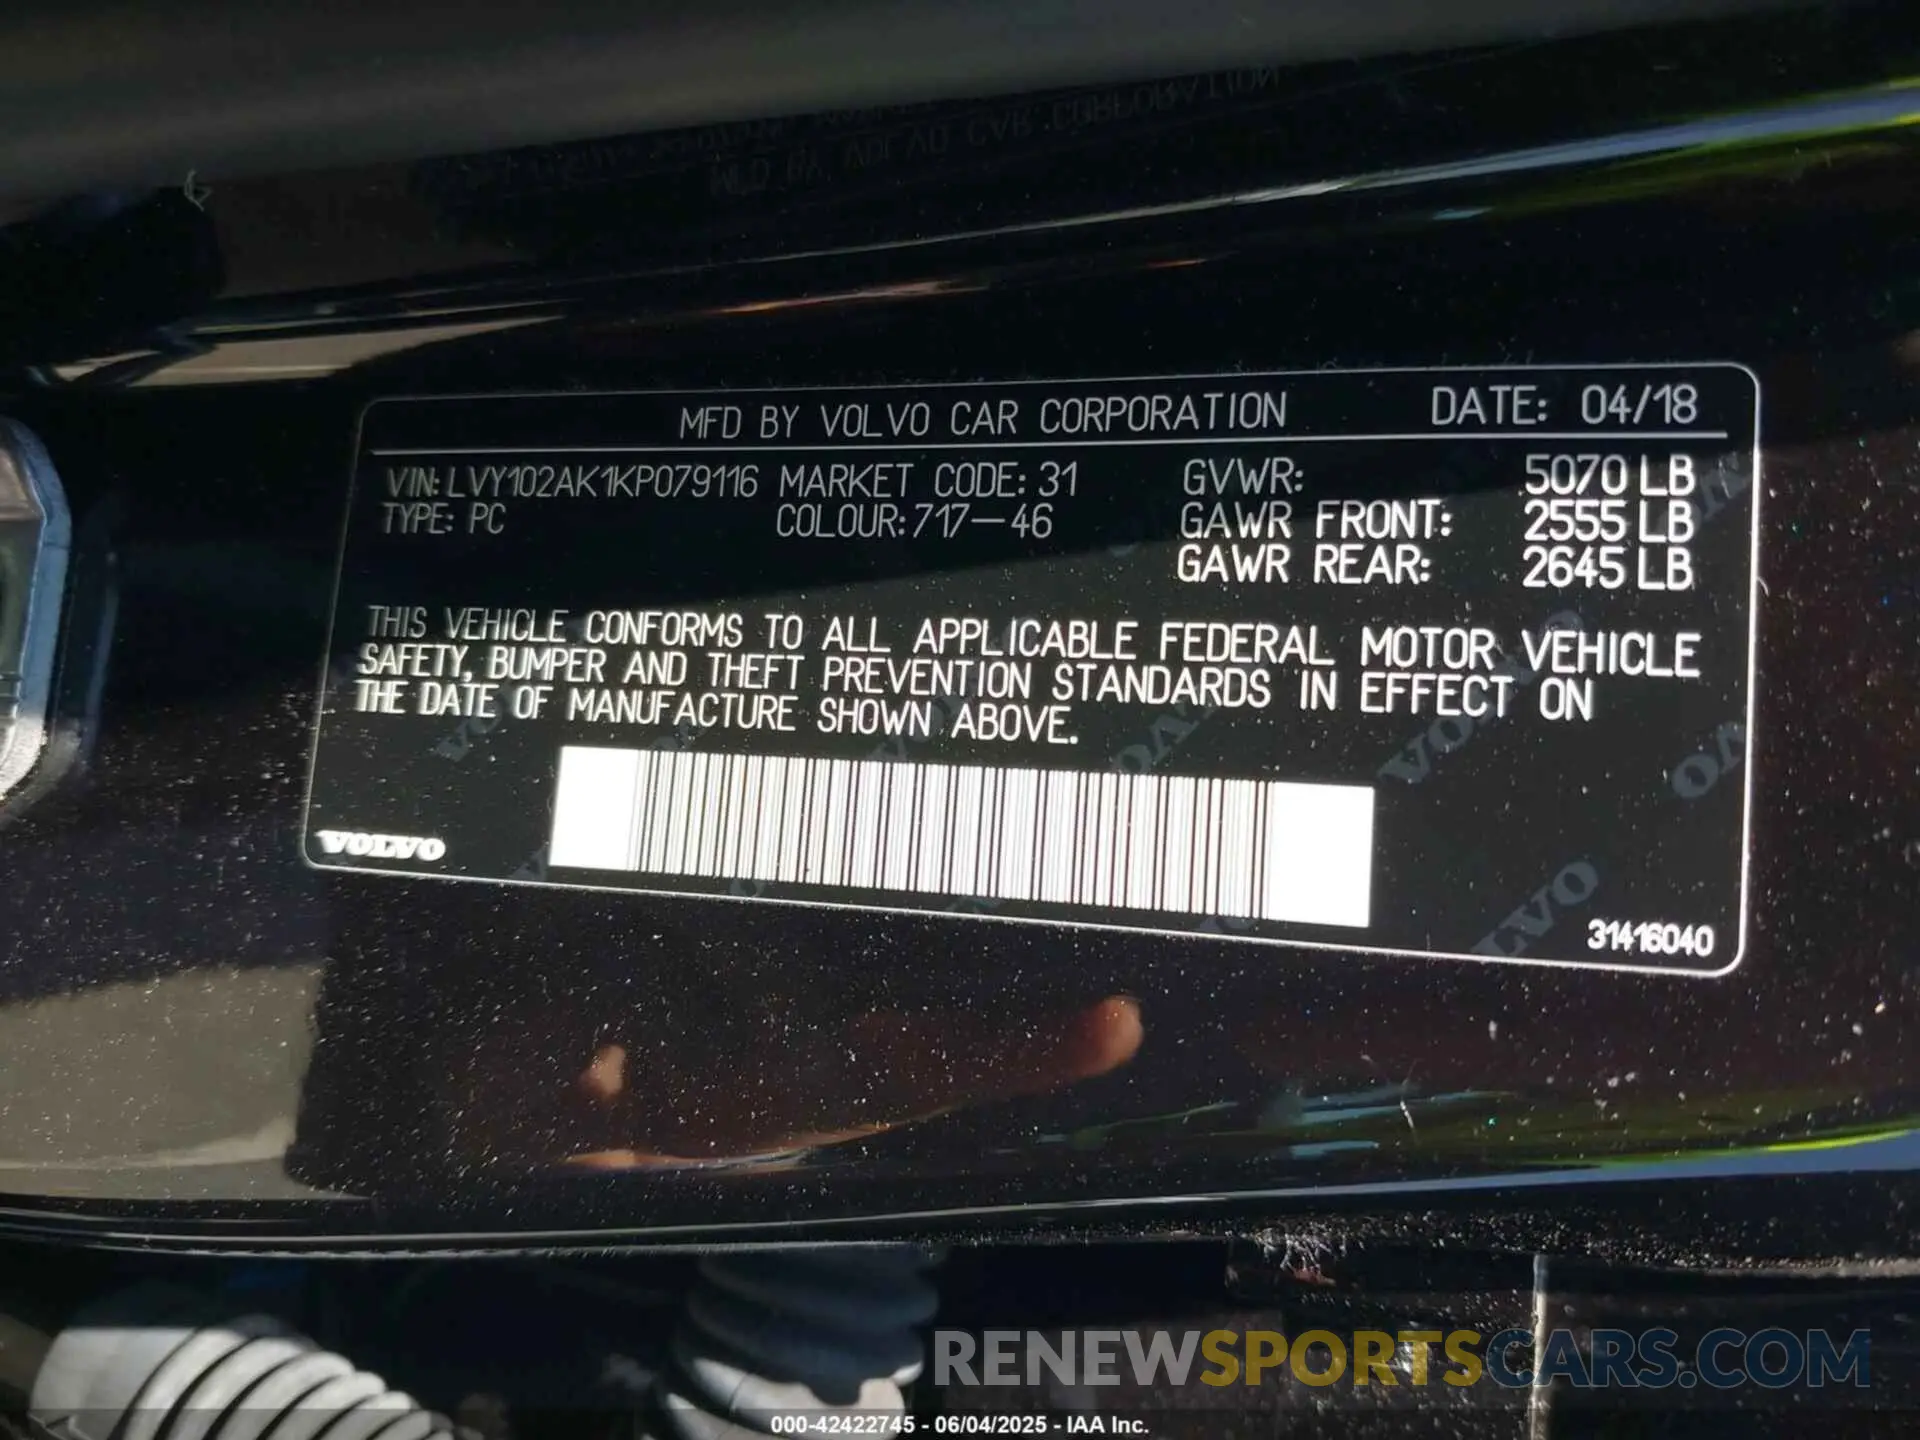 MFD BY VOLVO CAR CORPORATION DATE: 04/18
VIN: LVY102AK1KP079116 MARKET CODE: 31 GVWR: 5070 LB
TYPE: PC COLOUR: 717-46 GAWR FRONT: 2555 LB
GAWR REAR: 2645 LB
THIS VEHICLE CONFORMS TO ALL APPLICABLE FEDERAL MOTOR VEHICLE
SAFETY, BUMPER AND THEFT PREVENTION STANDARDS IN EFFECT ON
THE DATE OF MANUFACTURE SHOWN ABOVE.
VOLVO
31416040
RENEWSPORTSCARS.COM
000-42422745 - 06/04/2025 - IAA Inc.